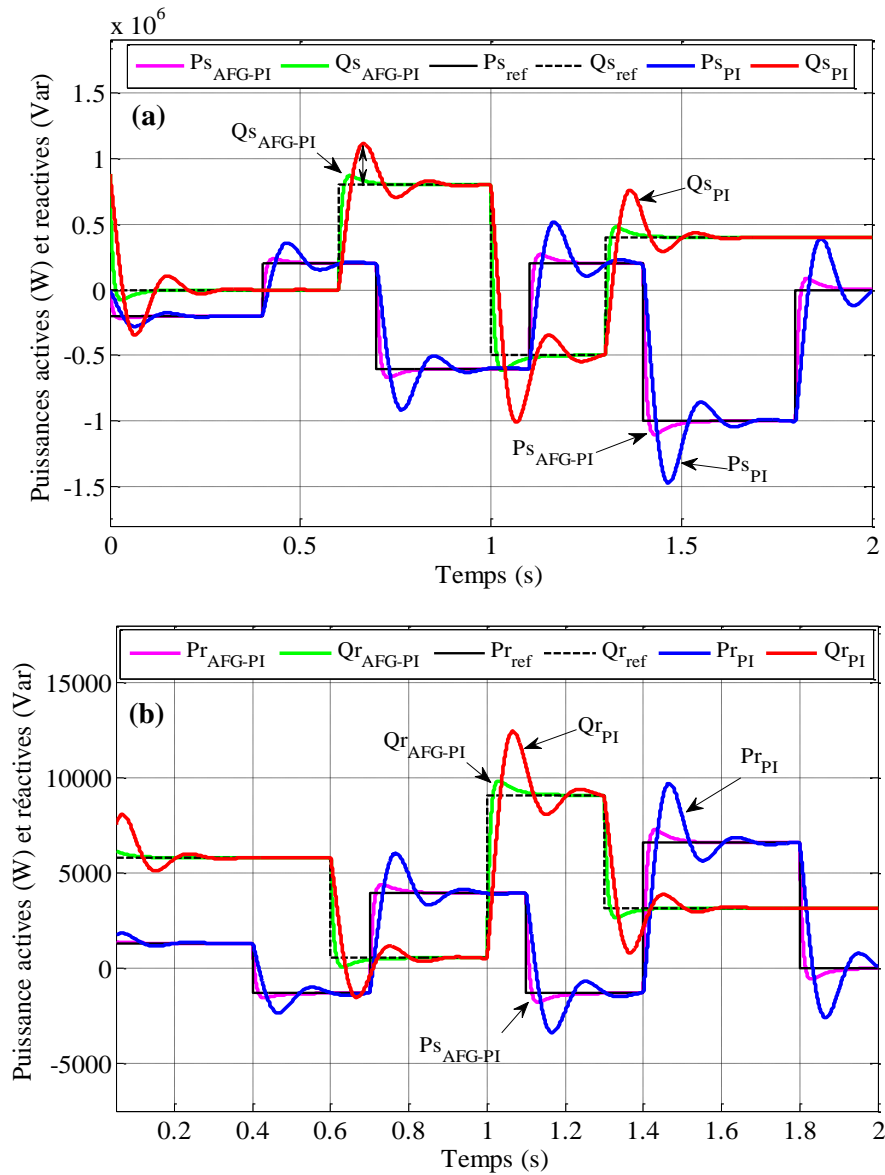 x 10^6
Ps_AFG-PI Qs_AFG-PI Ps_ref Qs_ref Ps_PI Qs_PI
(a)
Qs_AFG-PI
Qs_PI
Ps_AFG-PI
Ps_PI
1.5
1
0.5
0
-0.5
-1
-1.5
0 0.5 1 1.5 2
Puissances actives (W) et reactives (Var)
Temps (s)
Pr_AFG-PI Qr_AFG-PI Pr_ref Qr_ref Pr_PI Qr_PI
(b)
Qr_AFG-PI
Qr_PI
Pr_PI
Ps_AFG-PI
15000
10000
5000
0
-5000
0.2 0.4 0.6 0.8 1 1.2 1.4 1.6 1.8 2
Puissance actives (W) et réactives (Var)
Temps (s)